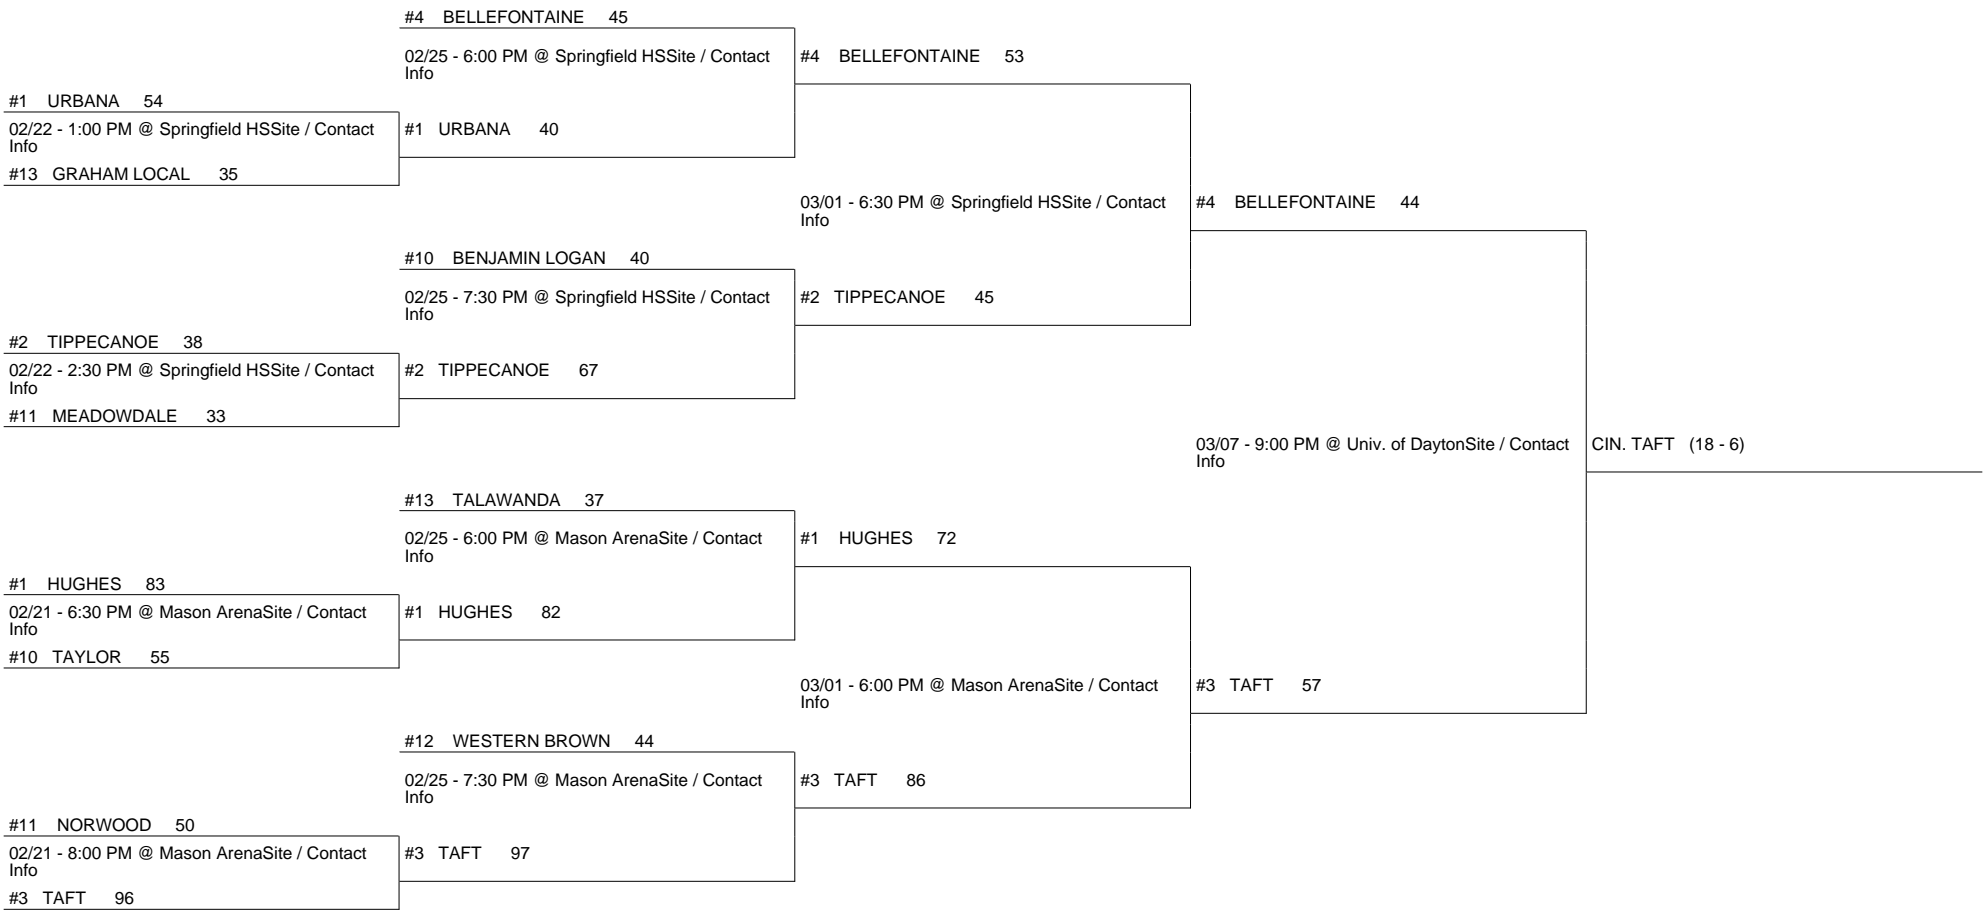 #4 BELLEFONTAINE 45
02/25 - 6:00 PM @ Springfield HSSite / Contact
Info
#4 BELLEFONTAINE 53
#1 URBANA 54
02/22 - 1:00 PM @ Springfield HSSite / Contact
Info
#1 URBANA 40
#13 GRAHAM LOCAL 35
03/01 - 6:30 PM @ Springfield HSSite / Contact
Info
#4 BELLEFONTAINE 44
#10 BENJAMIN LOGAN 40
02/25 - 7:30 PM @ Springfield HSSite / Contact
Info
#2 TIPPECANOE 45
#2 TIPPECANOE 38
02/22 - 2:30 PM @ Springfield HSSite / Contact
Info
#2 TIPPECANOE 67
#11 MEADOWDALE 33
03/07 - 9:00 PM @ Univ. of DaytonSite / Contact
Info
CIN. TAFT (18 - 6)
#13 TALAWANDA 37
02/25 - 6:00 PM @ Mason ArenaSite / Contact
Info
#1 HUGHES 72
#1 HUGHES 83
02/21 - 6:30 PM @ Mason ArenaSite / Contact
Info
#1 HUGHES 82
#10 TAYLOR 55
03/01 - 6:00 PM @ Mason ArenaSite / Contact
Info
#3 TAFT 57
#12 WESTERN BROWN 44
02/25 - 7:30 PM @ Mason ArenaSite / Contact
Info
#3 TAFT 86
#11 NORWOOD 50
02/21 - 8:00 PM @ Mason ArenaSite / Contact
Info
#3 TAFT 97
#3 TAFT 96